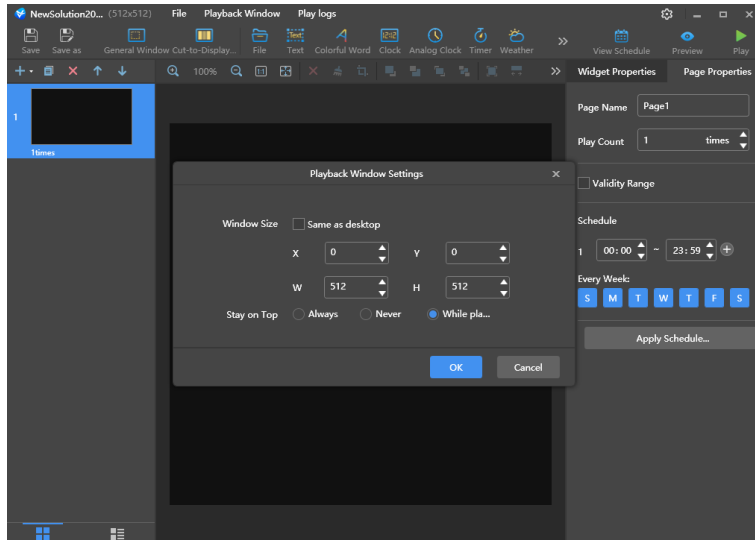 NewSolution20... (512x512) File Playback Window Play logs
Save Save as General Window Cut-to-Display... File Text Colorful Word Clock Analog Clock Timer Weather View Schedule Preview Play
100% 1:1 Widget Properties Page Properties
1
1times
Page Name Page1
Play Count 1 times
Validity Range
Schedule
1 00:00 ~ 23:59
Every Week:
S M T W T F S
Apply Schedule...
Playback Window Settings
Window Size Same as desktop
X 0 Y 0
W 512 H 512
Stay on Top Always Never While pla...
OK Cancel